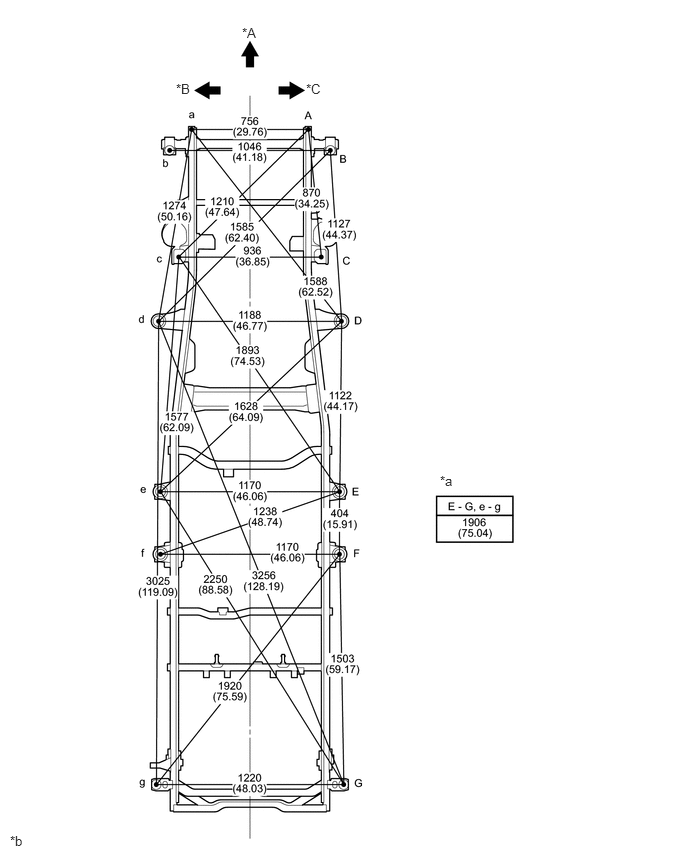 *A
*B
*C
a
A
756
(29.76)
1046
(41.18)
b
B
870
(34.25)
1274
(50.16)
1210
(47.64)
1585
(62.40)
1127
(44.37)
936
(36.85)
c
C
1588
(62.52)
d
1188
(46.77)
D
1893
(74.53)
1122
(44.17)
1628
(64.09)
1577
(62.09)
*a
e
1170
(46.06)
E
E - G, e - g
1906
(75.04)
1238
(48.74)
404
(15.91)
f
1170
(46.06)
F
3025
(119.09)
2250
(88.58)
3256
(128.19)
1503
(59.17)
1920
(75.59)
g
1220
(48.03)
G
*b